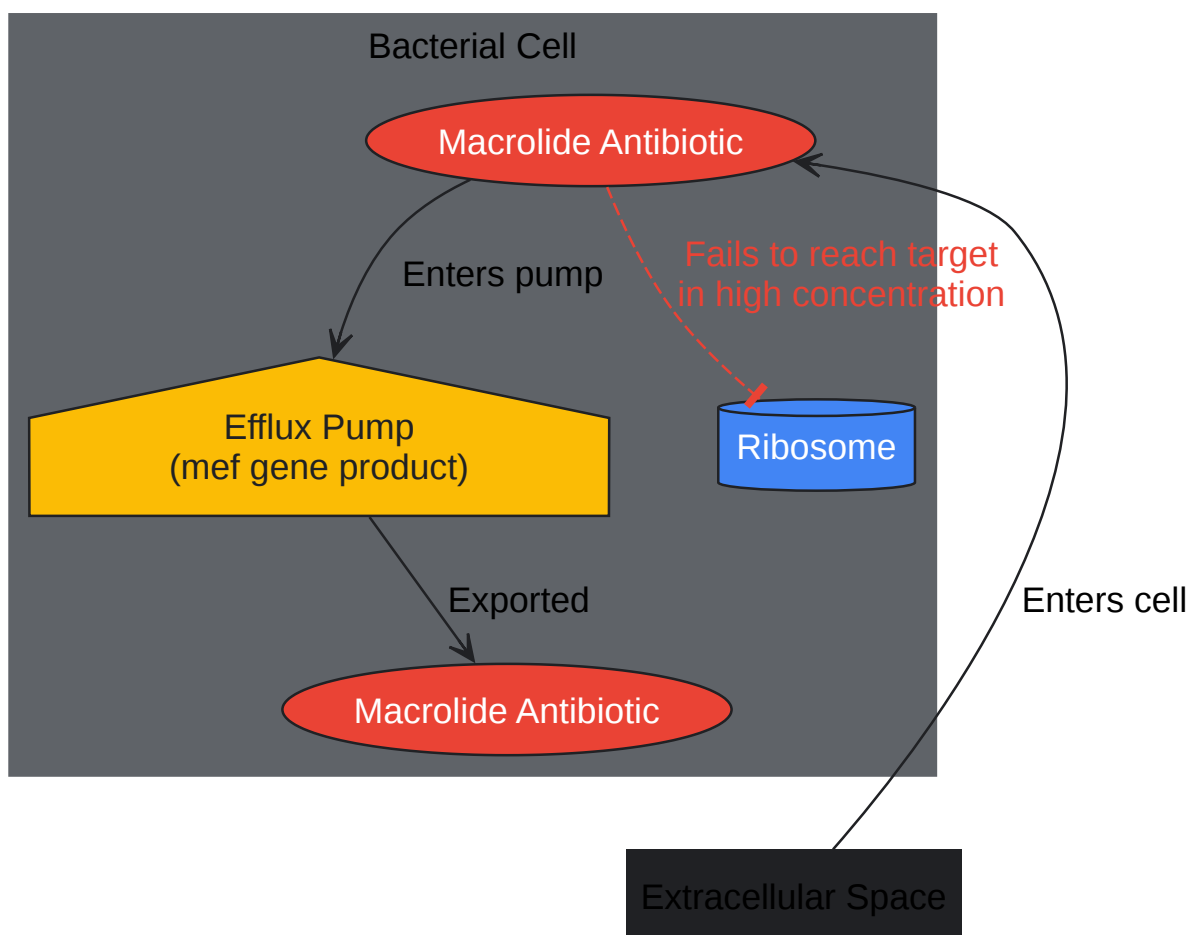 Bacterial Cell
Macrolide Antibiotic
Fails to reach target
in high concentration
Enters pump
Efflux Pump
(mef gene product)
Ribosome
Exported
Enters cell
Macrolide Antibiotic
Extracellular Space